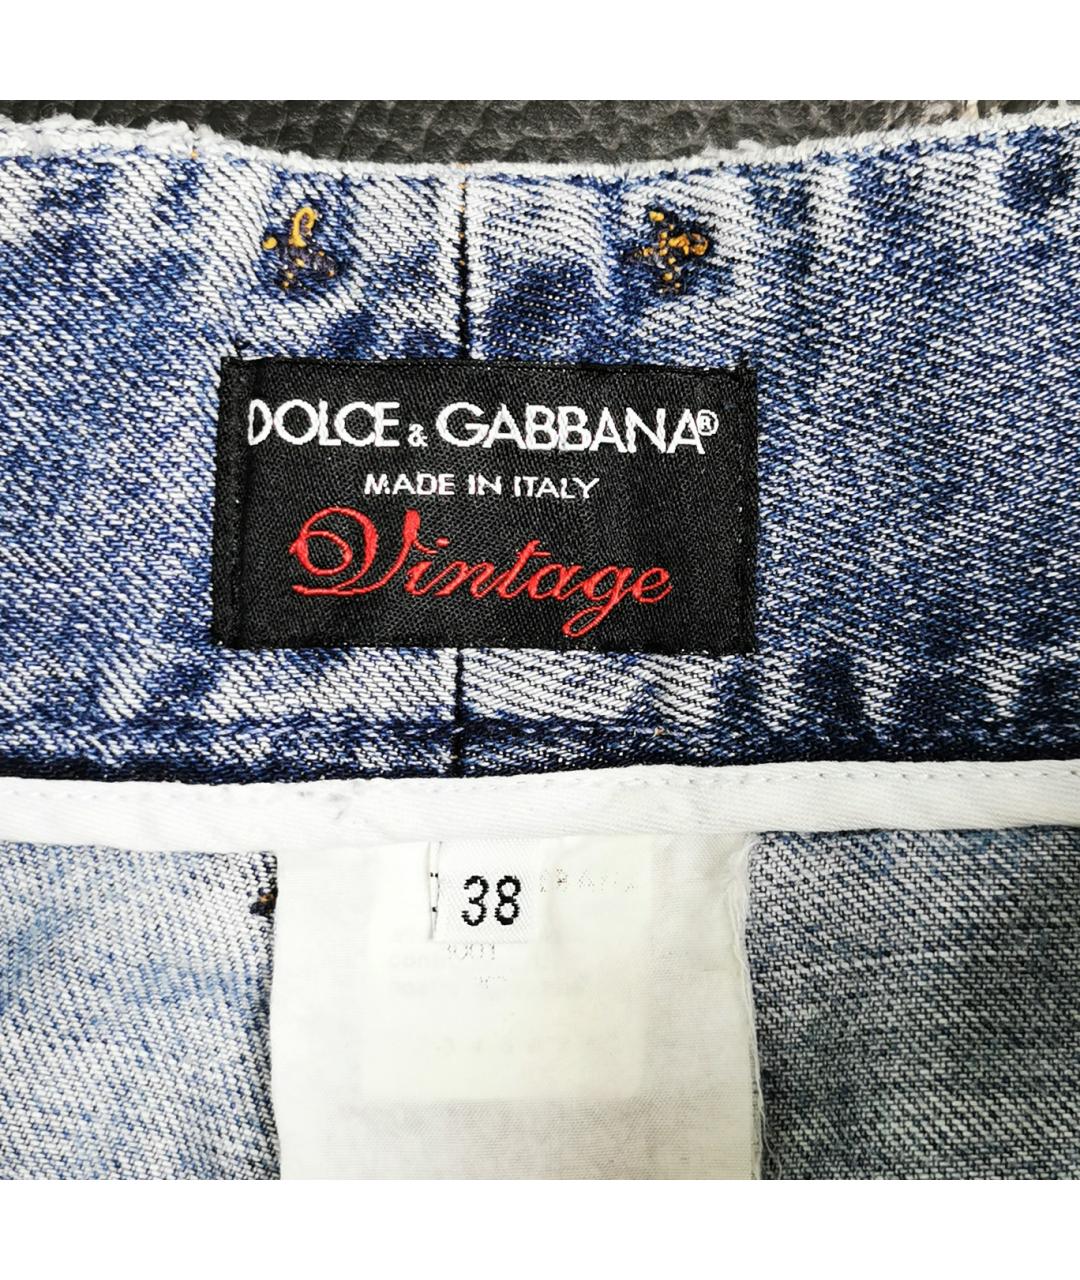 DOLCE & GABBANA®
MADE IN ITALY
Vintage
38